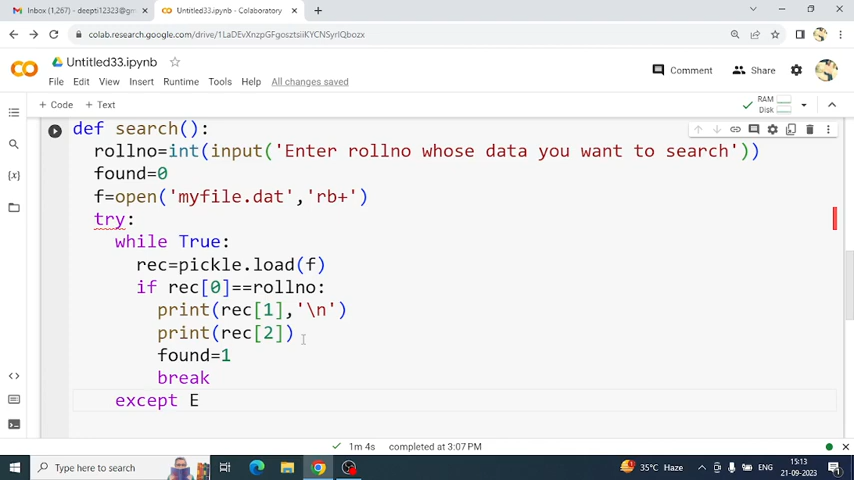 Inbox (1,267) - deepti12323@gm
Untitled33.ipynb - Colaboratory
colab.research.google.com/drive/1LaDEvXnzpGFgosztsiiKYCNSyrIQboxz
Untitled33.ipynb
Comment
Share
File Edit View Insert Runtime Tools Help All changes saved
+ Code + Text
RAM
Disk
def search():
rollno=int(input('Enter rollno whose data you want to search'))
found=0
f=open('myfile.dat','rb+')
try:
while True:
rec=pickle.load(f)
if rec[0]==rollno:
print(rec[1],'\n')
print(rec[2])
found=1
break
except E
1m 4s completed at 3:07 PM
Type here to search
35°C Haze
ENG
15:13
21-09-2023